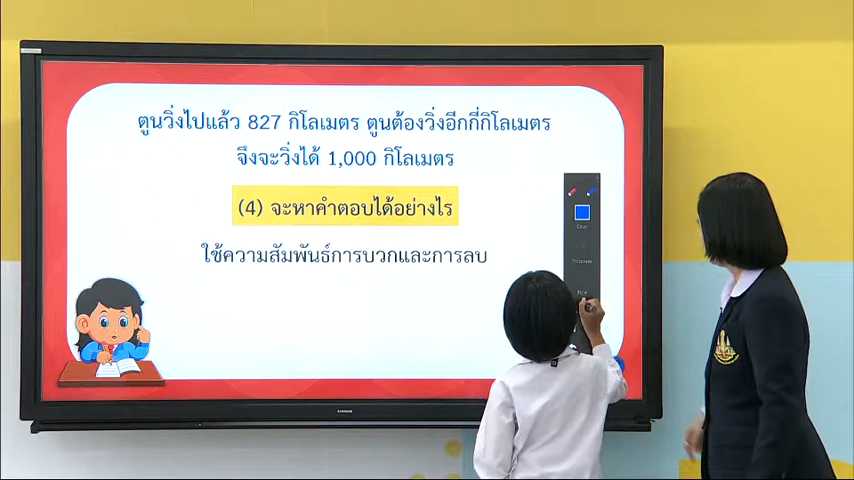 ตูนวิ่งไปแล้ว 827 กิโลเมตร ตูนต้องวิ่งอีกกี่กิโลเมตร
จึงจะวิ่งได้ 1,000 กิโลเมตร
(4) จะหาคำตอบได้อย่างไร
ใช้ความสัมพันธ์การบวกและการลบ
SAMSUNG